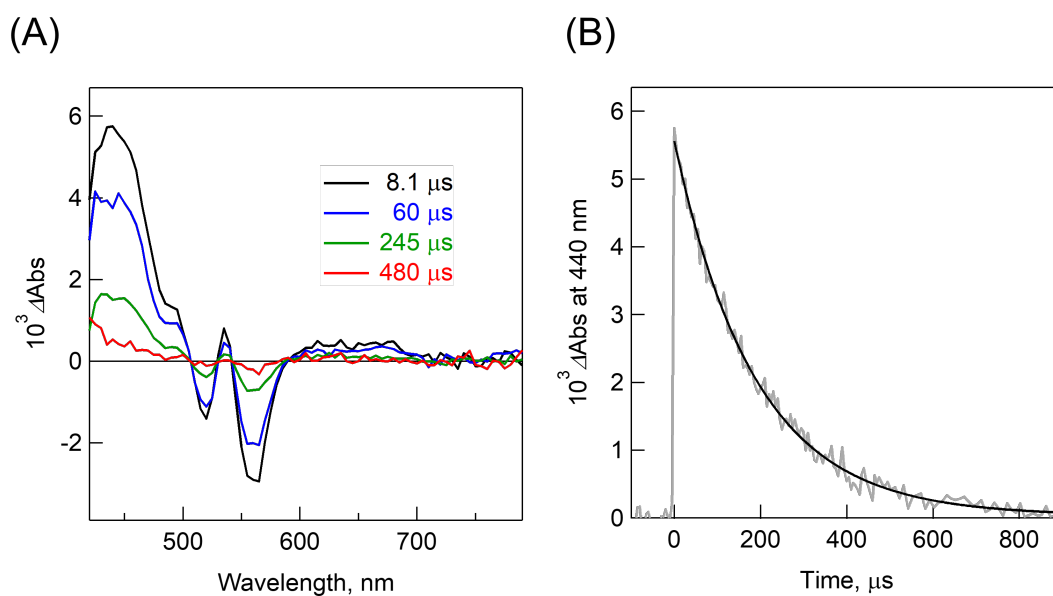 (A)
(B)
6
4
2
0
-2
10³ ΔAbs
8.1 μs
60 μs
245 μs
480 μs
500
600
700
Wavelength, nm
6
5
4
3
2
1
0
10³ ΔAbs at 440 nm
0
200
400
600
800
Time, μs